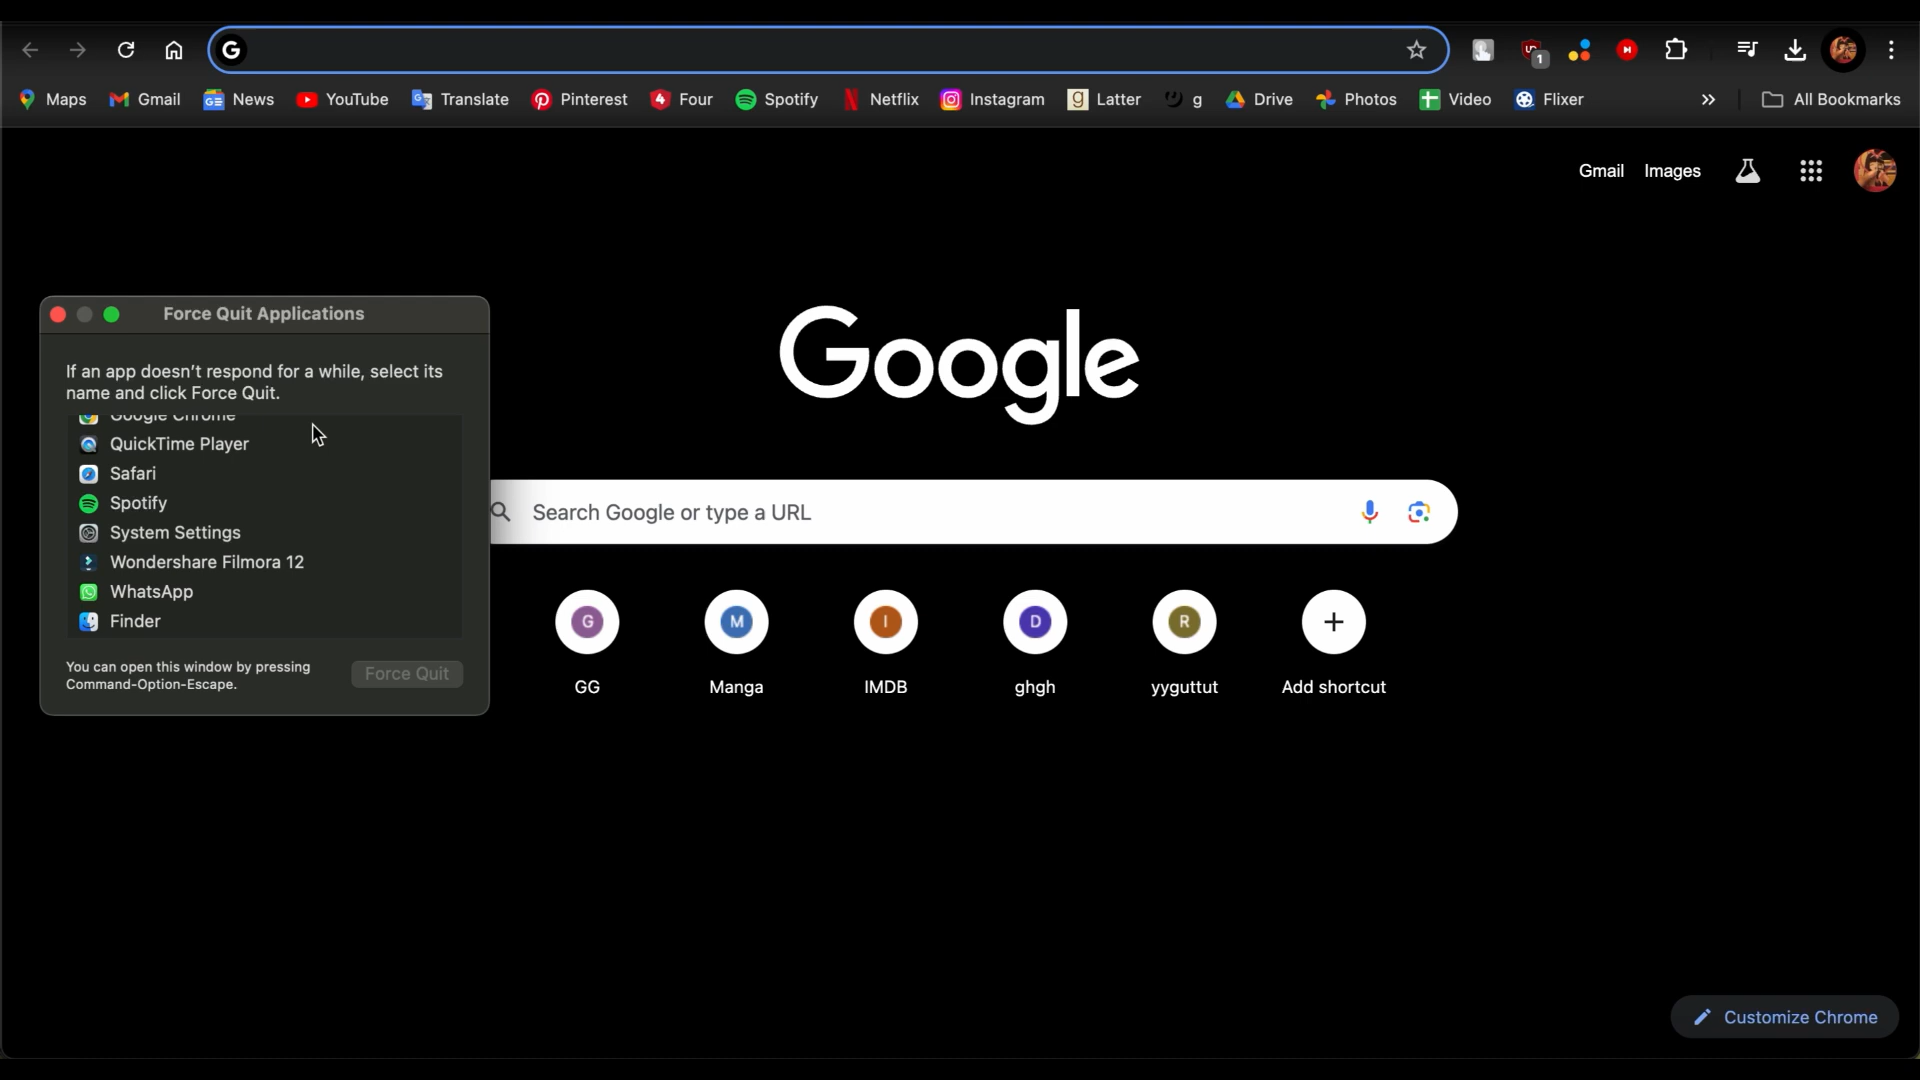 Maps Gmail News YouTube Translate Pinterest Four Spotify Netflix Instagram Latter g Drive Photos Video Flixer » All Bookmarks
Gmail Images
Force Quit Applications
If an app doesn't respond for a while, select its
name and click Force Quit.
Google Chrome
QuickTime Player
Safari
Spotify
System Settings
Wondershare Filmora 12
WhatsApp
Finder
You can open this window by pressing
Command-Option-Escape.
Force Quit
Google
Search Google or type a URL
G M I D R
GG Manga IMDB ghgh yyguttut Add shortcut
Customize Chrome